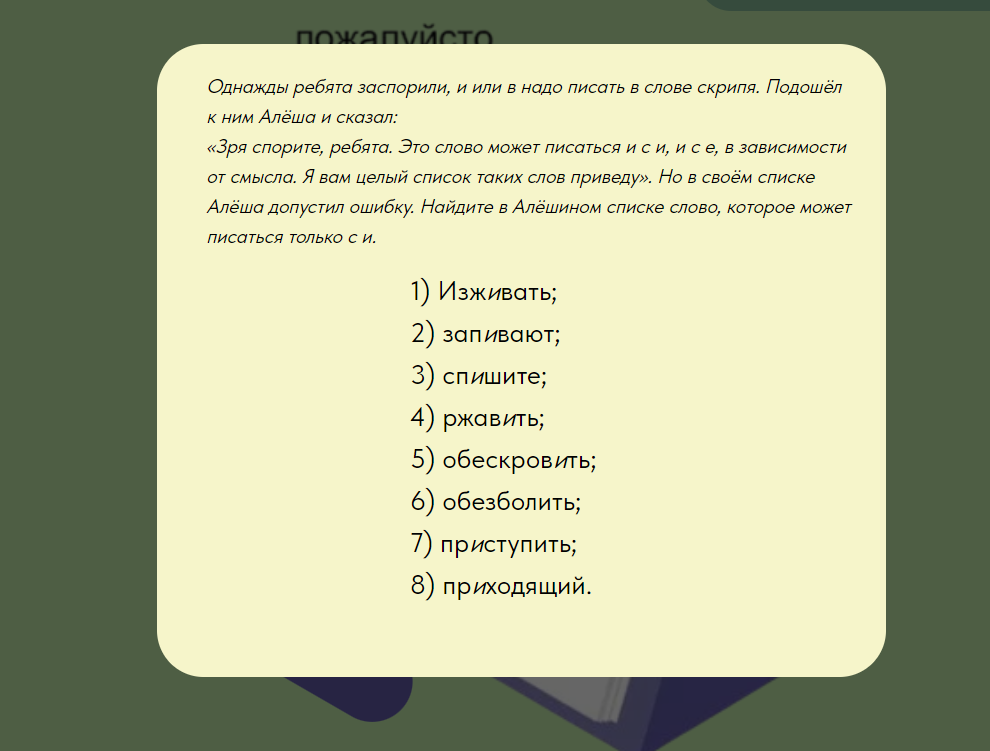 пожалуйсто
Однажды ребята заспорили, и или в надо писать в слове скрипя. Подошёл
к ним Алёша и сказал:
«Зря спорите, ребята. Это слово может писаться и с и, и с е, в зависимости
от смысла. Я вам целый список таких слов приведу». Но в своём списке
Алёша допустил ошибку. Найдите в Алёшином списке слово, которое может
писаться только с и.
1) Изживать;
2) запивают;
3) спишите;
4) ржавить;
5) обескровить;
6) обезболить;
7) приступить;
8) приходящий.